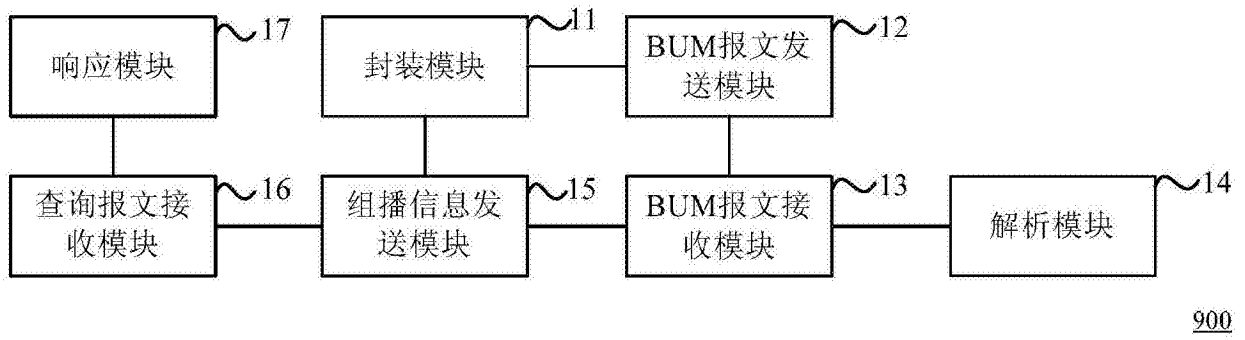 响应模块
17
封装模块
11
BUM报文发
送模块
12
查询报文接
收模块
16
组播信息发
送模块
15
BUM报文接
收模块
13
解析模块
14
900